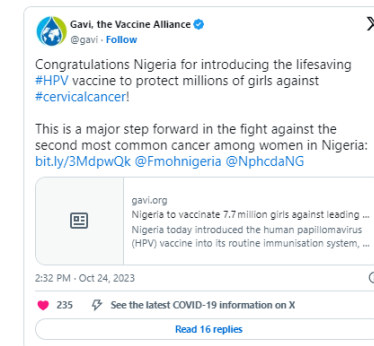 Gavi, the Vaccine Alliance
@gavi · Follow
Congratulations Nigeria for introducing the lifesaving
#HPV vaccine to protect millions of girls against
#cervicalcancer!
This is a major step forward in the fight against the
second most common cancer among women in Nigeria:
bit.ly/3MdpwQk @Fmohnigeria @NphcdaNG
gavi.org
Nigeria to vaccinate 7.7 million girls against leading ...
Nigeria today introduced the human papillomavirus
(HPV) vaccine into its routine immunisation system, ...
2:32 PM · Oct 24, 2023
235 See the latest COVID-19 information on X
Read 16 replies